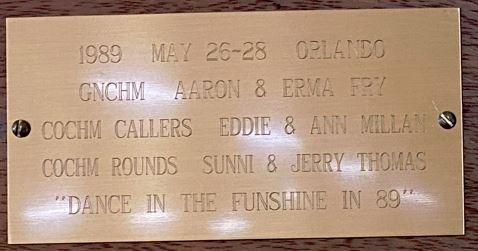 1989 MAY 26-28 ORLANDO
GNCHM AARON & ERMA FRY
COCHM CALLERS EDDIE & ANN MILLAN
COCHM ROUNDS SUNNI & JERRY THOMAS
"DANCE IN THE FUNSHINE IN 89"